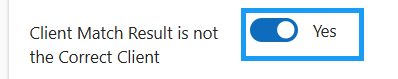 Client Match Result is not Yes
the Correct Client